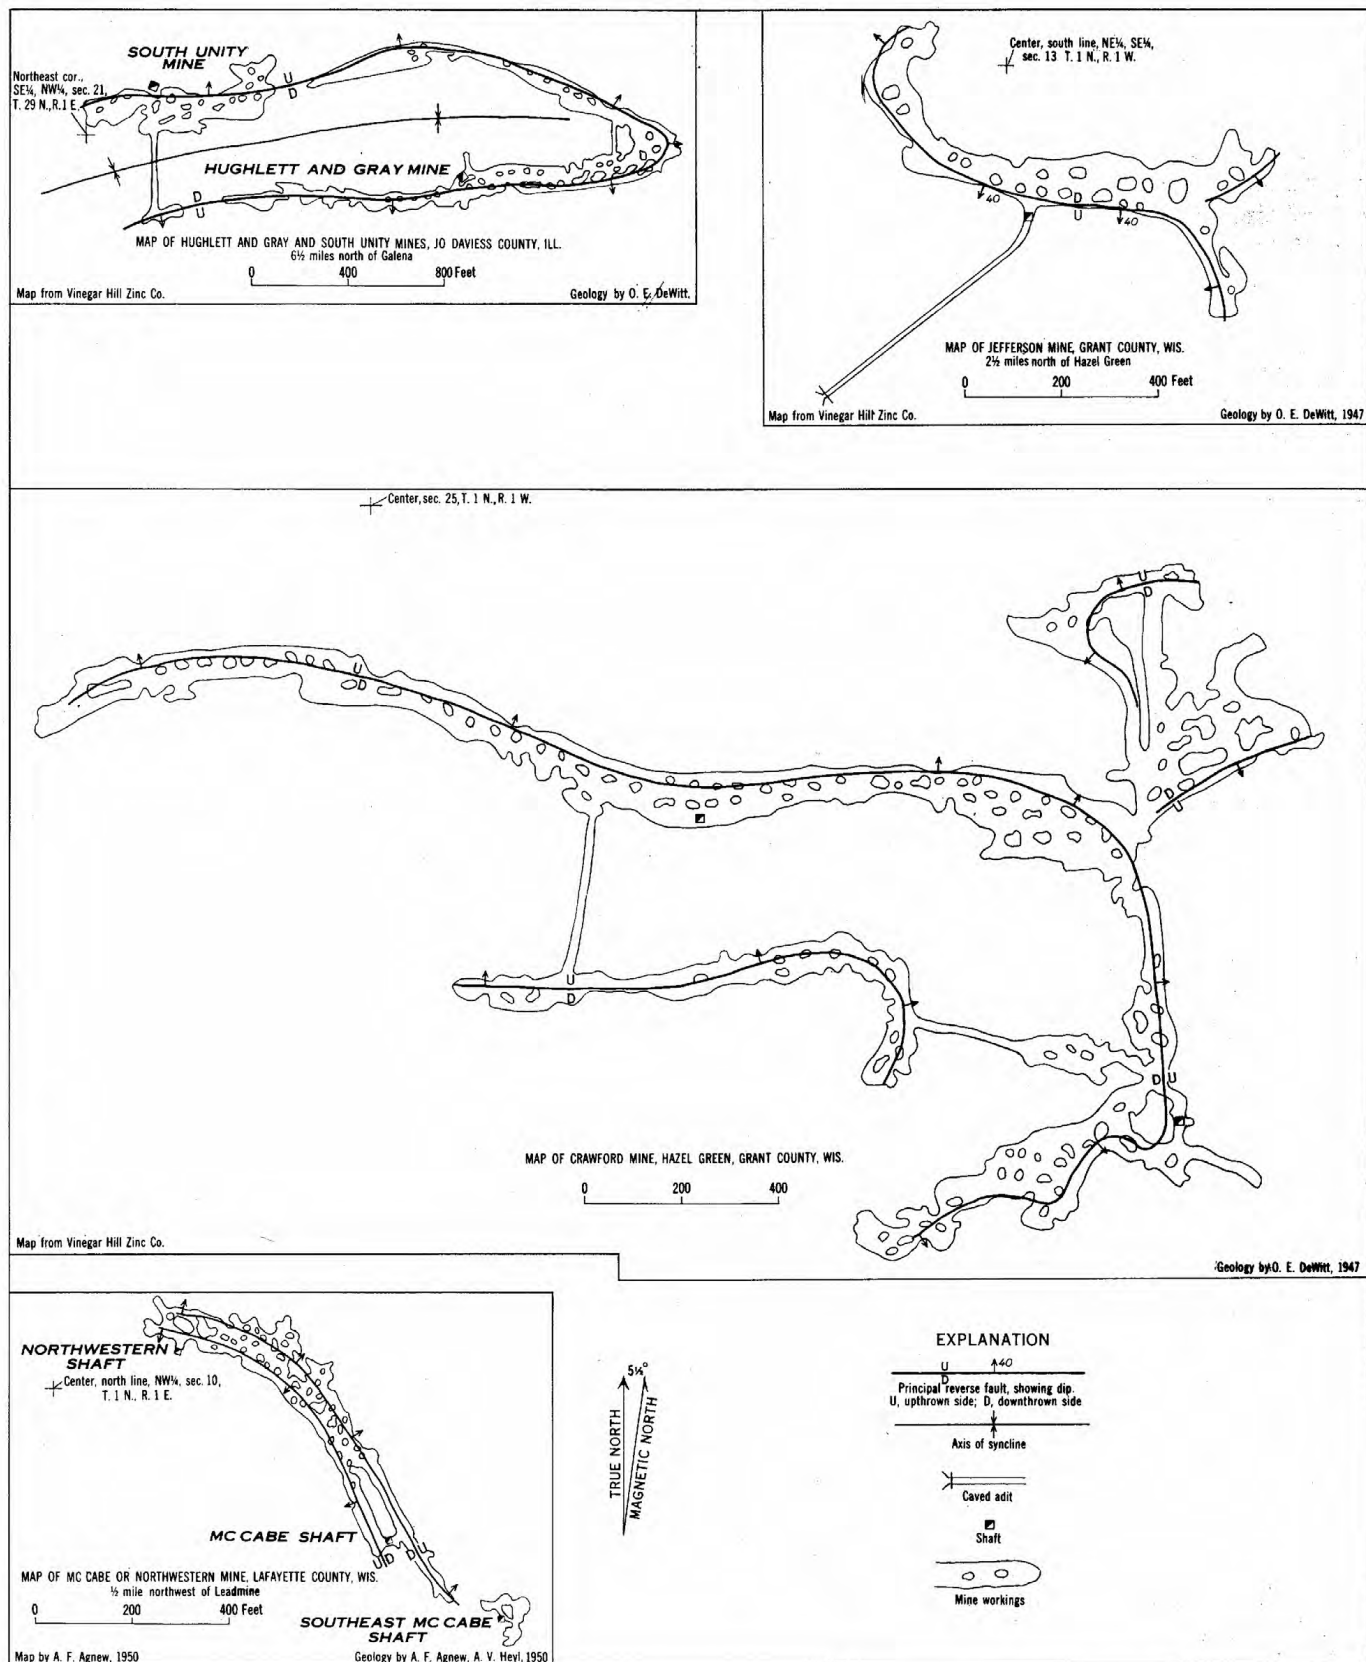 SOUTH UNITY
MINE
Northeast cor.,
SE¼, NW¼, sec. 21,
T. 29 N., R. 1 E.
U
D
HUGHLETT AND GRAY MINE
D
U
MAP OF HUGHLETT AND GRAY AND SOUTH UNITY MINES, JO DAVIESS COUNTY, ILL.
6½ miles north of Galena
0 400 800 Feet
Map from Vinegar Hill Zinc Co. Geology by O. E. DeWitt.
Center, south line, NE¼, SE¼,
sec. 13 T. 1 N., R. 1 W.
40
D
U
40
MAP OF JEFFERSON MINE, GRANT COUNTY, WIS.
2½ miles north of Hazel Green
0 200 400 Feet
Map from Vinegar Hill Zinc Co. Geology by O. E. DeWitt, 1947
Center, sec. 25, T. 1 N., R. 1 W.
U
D
U
D
D
U
U
D
D U
MAP OF CRAWFORD MINE, HAZEL GREEN, GRANT COUNTY, WIS.
0 200 400
Map from Vinegar Hill Zinc Co. Geology by O. E. DeWitt, 1947
NORTHWESTERN
SHAFT
Center, north line, NW¼, sec. 10,
T. 1 N., R. 1 E.
MC CABE SHAFT
U D D U
MAP OF MC CABE OR NORTHWESTERN MINE, LAFAYETTE COUNTY, WIS.
½ mile northwest of Leadmine
0 200 400 Feet
SOUTHEAST MC CABE
SHAFT
Map by A. F. Agnew, 1950 Geology by A. F. Agnew, A. V. Heyl, 1950
5½°
TRUE NORTH
MAGNETIC NORTH
EXPLANATION
U 40
D
Principal reverse fault, showing dip.
U, upthrown side; D, downthrown side
Axis of syncline
Caved adit
Shaft
Mine workings